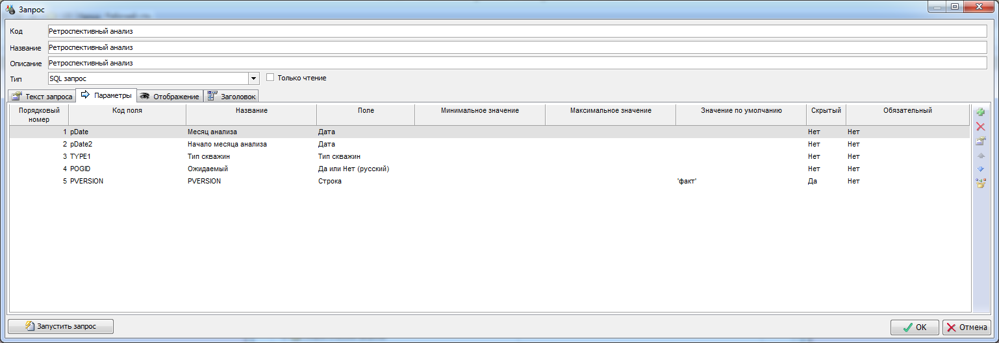 Запрос
Код Ретроспективный анализ
Название Ретроспективный анализ
Описание Ретроспективный анализ
Тип SQL запрос Только чтение
Текст запроса Параметры Отображение Заголовок
Порядковый номер Код поля Название Поле Минимальное значение Максимальное значение Значение по умолчанию Скрытый Обязательный
1 pDate Месяц анализа Дата Нет Нет
2 pDate2 Начало месяца анализа Дата Нет Нет
3 TYPE1 Тип скважин Тип скважин Нет Нет
4 POGID Ожидаемый Да или Нет (русский) Нет Нет
5 PVERSION PVERSION Строка 'факт' Да Нет
Запустить запрос OK Отмена